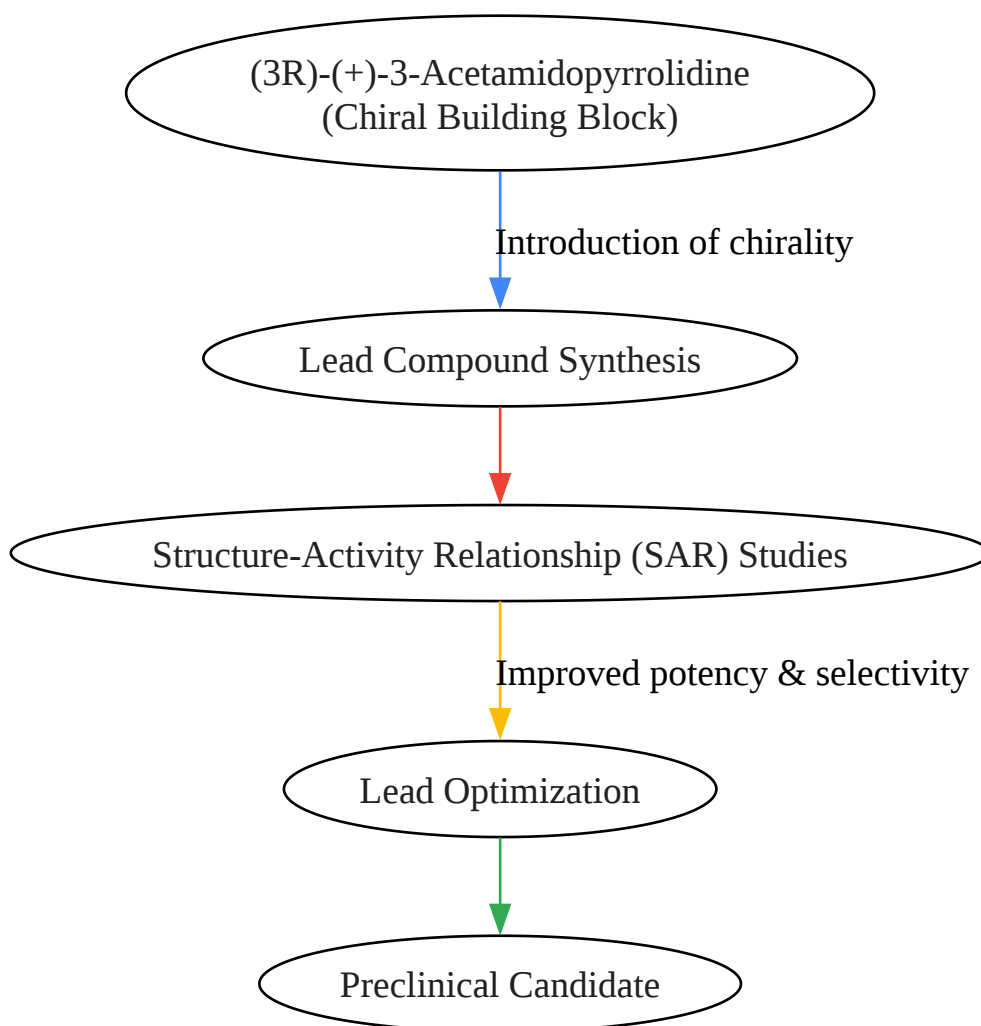 (3R)-(+)-3-Acetamidopyrrolidine
(Chiral Building Block)
Introduction of chirality
Lead Compound Synthesis
Structure-Activity Relationship (SAR) Studies
Improved potency & selectivity
Lead Optimization
Preclinical Candidate